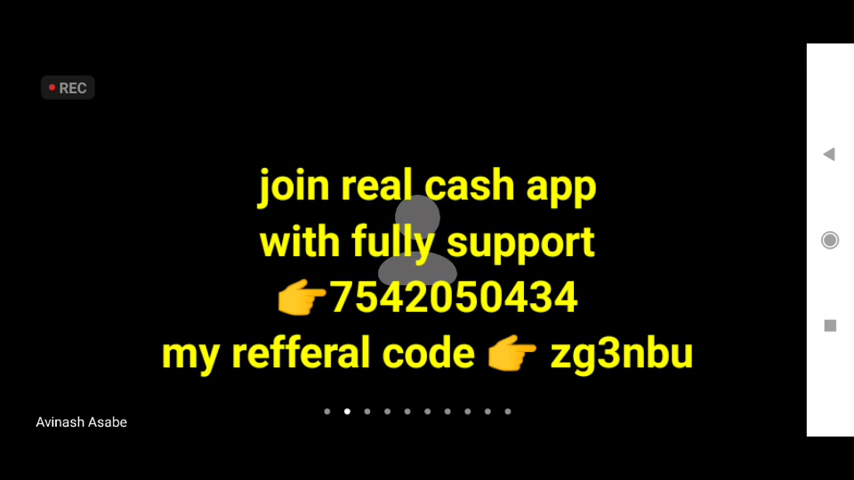 REC
join real cash app
with fully support
👉7542050434
my refferal code 👉 zg3nbu
Avinash Asabe